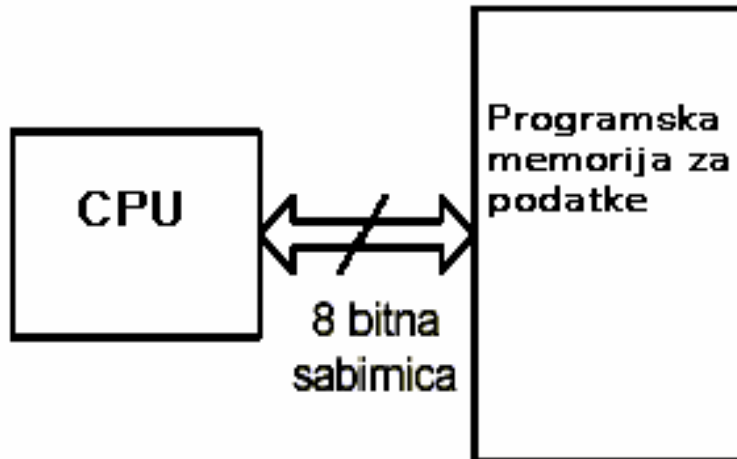 CPU
8 bitna
sabirnica
Programska
memorija za
podatke